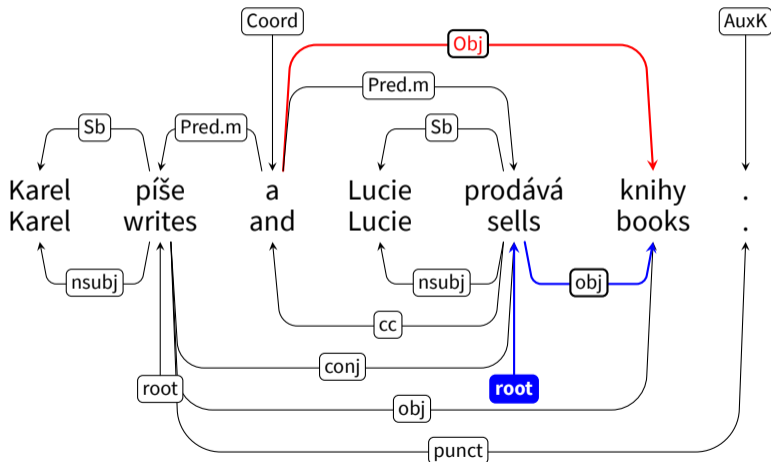 Coord
AuxK
Obj
Pred.m
Sb
Pred.m
Sb
Karel píše a Lucie prodává knihy .
Karel writes and Lucie sells books .
nsubj
nsubj
obj
cc
conj
root
root
obj
punct